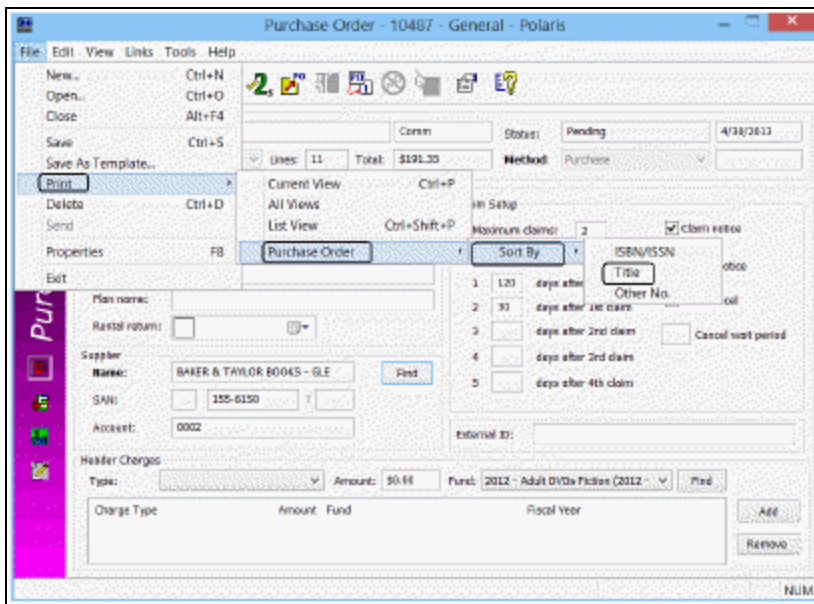 Purchase Order - 10487 - General - Polaris
File Edit View Links Tools Help
New... Ctrl+N
Open... Ctrl+O
Close Alt+F4
Save Ctrl+S
Save As Template...
Print
Delete Ctrl+D
Send
Properties F8
Exit
Current View Ctrl+P
All Views
List View Ctrl+Shift+P
Purchase Order
Sort By
ISBN/ISSN
Title
Other No.
Comm Status: Pending 4/30/2013
Lines: 11 Total: $191.35 Method: Purchase
m Setup
Maximum claims: 2 Claim notice
otice
1 120 days after
2 30 days after 1st claim cel
3 days after 2nd claim Cancel wait period
4 days after 3rd claim
5 days after 4th claim
Pur
Plan name:
Rental return:
Supplier
Name: BAKER & TAYLOR BOOKS - GLE Find
SAN: 155-6150
Account: 0002
External ID:
Header Charges
Type: Amount: $0.00 Fund: 2012 - Adult DVDs Fiction (2012 - Find
Charge Type Amount Fund Fiscal Year
Add
Remove
NUM